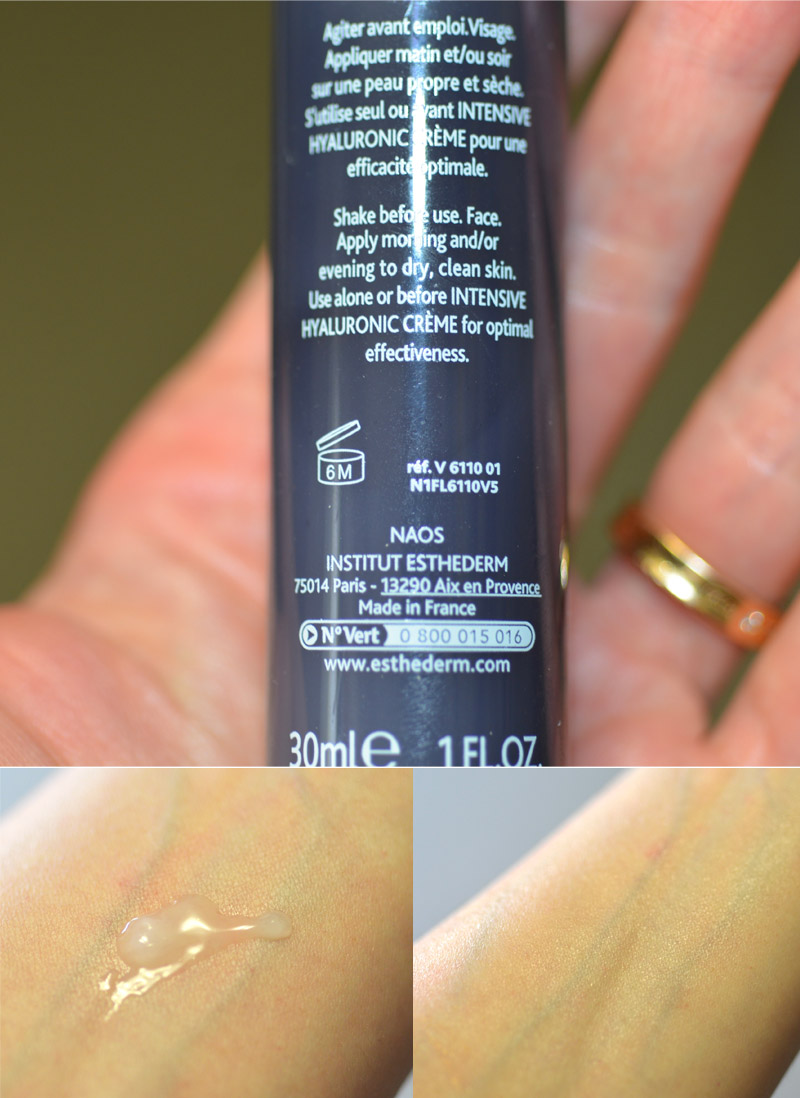 Agiter avant emploi.Visage.
Appliquer matin et/ou soir
sur une peau propre et sèche.
S'utilise seul ou avant INTENSIVE
HYALURONIC CRÈME pour une
efficacité optimale.
Shake before use. Face.
Apply morning and/or
evening to dry, clean skin.
Use alone or before INTENSIVE
HYALURONIC CRÈME for optimal
effectiveness.
6M
réf. V 6110 01
N1FL6110V5
NAOS
INSTITUT ESTHEDERM
75014 Paris - 13290 Aix en Provence
Made in France
N° Vert 0 800 015 016
www.esthederm.com
30ml e 1 FL.OZ.